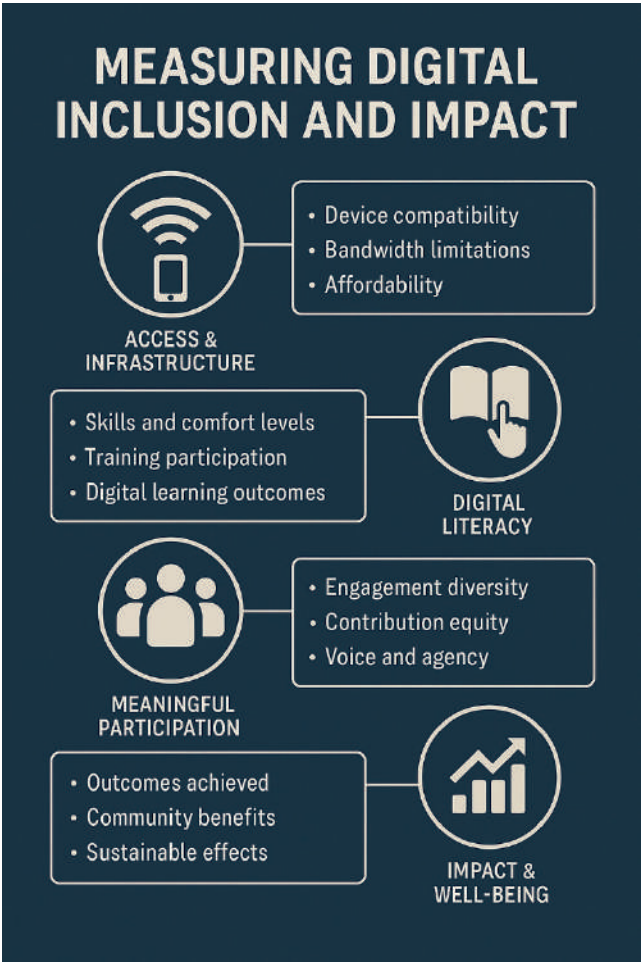 MEASURING DIGITAL
INCLUSION AND IMPACT
ACCESS &
INFRASTRUCTURE
• Device compatibility
• Bandwidth limitations
• Affordability
DIGITAL
LITERACY
• Skills and comfort levels
• Training participation
• Digital learning outcomes
MEANINGFUL
PARTICIPATION
• Engagement diversity
• Contribution equity
• Voice and agency
IMPACT &
WELL-BEING
• Outcomes achieved
• Community benefits
• Sustainable effects